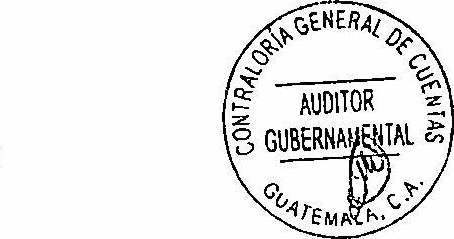 CONTRALORÍA GENERAL DE CUENTAS
AUDITOR
GUBERNAMENTAL
GUATEMALA, C.A.